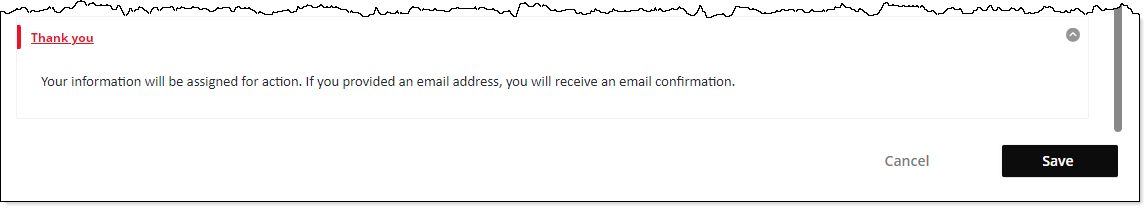 Thank you
Your information will be assigned for action. If you provided an email address, you will receive an email confirmation.
Cancel
Save